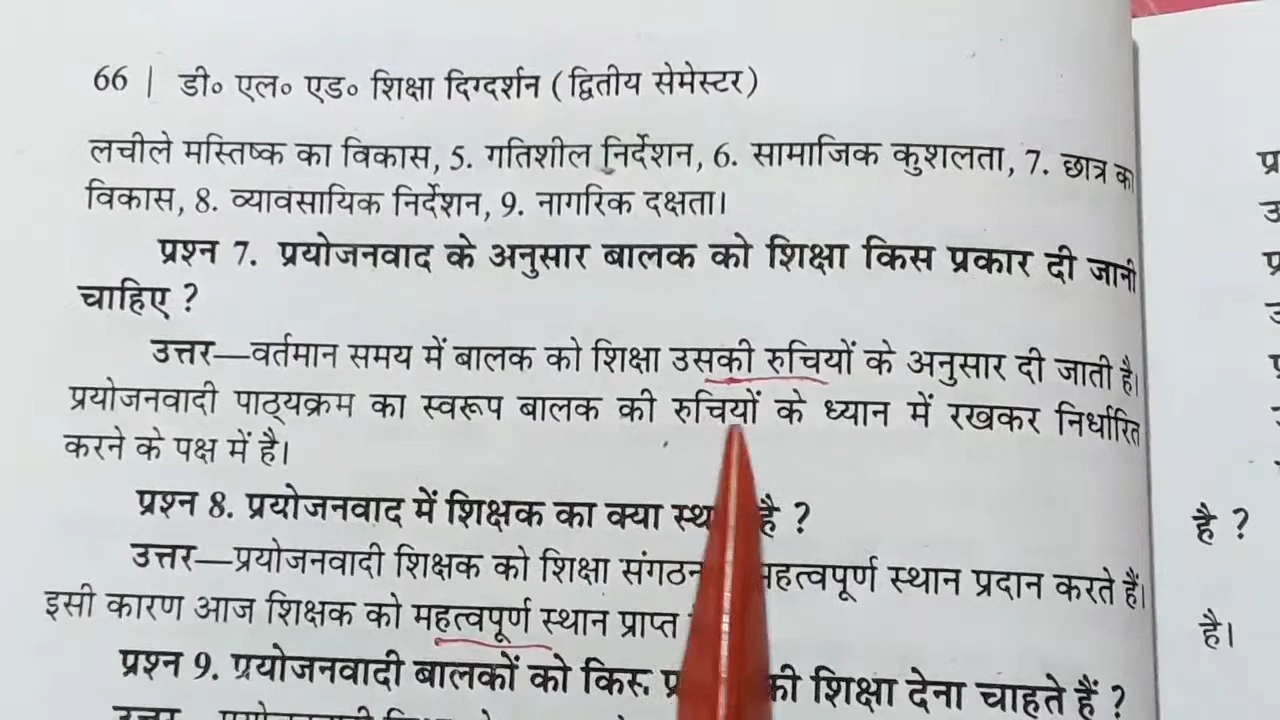 66 | डी० एल० एड० शिक्षा दिग्दर्शन (द्वितीय सेमेस्टर)
लचीले मस्तिष्क का विकास, 5. गतिशील निर्देशन, 6. सामाजिक कुशलता, 7. छात्र का
विकास, 8. व्यावसायिक निर्देशन, 9. नागरिक दक्षता।
प्रश्न 7. प्रयोजनवाद के अनुसार बालक को शिक्षा किस प्रकार दी जानी
चाहिए ?
उत्तर—वर्तमान समय में बालक को शिक्षा उसकी रुचियों के अनुसार दी जाती है।
प्रयोजनवादी पाठ्यक्रम का स्वरूप बालक की रुचियों के ध्यान में रखकर निर्धारित
करने के पक्ष में है।
प्रश्न 8. प्रयोजनवाद में शिक्षक का क्या है ?
उत्तर—प्रयोजनवादी शिक्षक को शिक्षा संगठन महत्वपूर्ण स्थान प्रदान करते हैं।
इसी कारण आज शिक्षक को महत्वपूर्ण स्थान प्राप्त
प्रश्न 9. प्रयोजनवादी बालकों को की शिक्षा देना चाहते हैं ?
है ?
है।